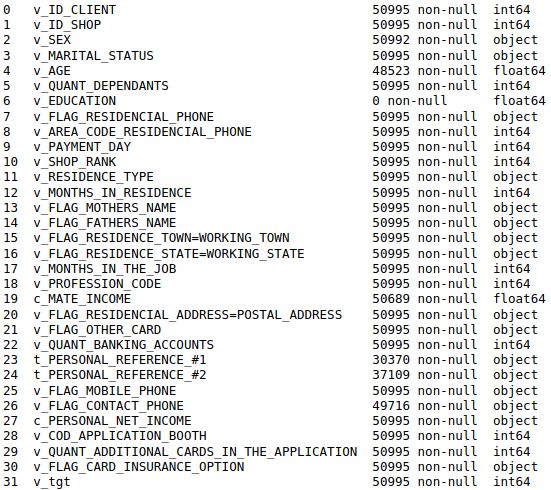 0 v_ID_CLIENT 50995 non-null int64
1 v_ID_SHOP 50995 non-null int64
2 v_SEX 50992 non-null object
3 v_MARITAL_STATUS 50995 non-null object
4 v_AGE 48523 non-null float64
5 v_QUANT_DEPENDANTS 50995 non-null int64
6 v_EDUCATION 0 non-null float64
7 v_FLAG_RESIDENCIAL_PHONE 50995 non-null object
8 v_AREA_CODE_RESIDENCIAL_PHONE 50995 non-null int64
9 v_PAYMENT_DAY 50995 non-null int64
10 v_SHOP_RANK 50995 non-null int64
11 v_RESIDENCE_TYPE 50995 non-null object
12 v_MONTHS_IN_RESIDENCE 50995 non-null int64
13 v_FLAG_MOTHERS_NAME 50995 non-null object
14 v_FLAG_FATHERS_NAME 50995 non-null object
15 v_FLAG_RESIDENCE_TOWN=WORKING_TOWN 50995 non-null object
16 v_FLAG_RESIDENCE_STATE=WORKING_STATE 50995 non-null object
17 v_MONTHS_IN_THE_JOB 50995 non-null int64
18 v_PROFESSION_CODE 50995 non-null int64
19 c_MATE_INCOME 50689 non-null float64
20 v_FLAG_RESIDENCIAL_ADDRESS=POSTAL_ADDRESS 50995 non-null object
21 v_FLAG_OTHER_CARD 50995 non-null object
22 v_QUANT_BANKING_ACCOUNTS 50995 non-null int64
23 t_PERSONAL_REFERENCE_#1 30370 non-null object
24 t_PERSONAL_REFERENCE_#2 37109 non-null object
25 v_FLAG_MOBILE_PHONE 50995 non-null object
26 v_FLAG_CONTACT_PHONE 49716 non-null object
27 c_PERSONAL_NET_INCOME 50995 non-null object
28 v_COD_APPLICATION_BOOTH 50995 non-null int64
29 v_QUANT_ADDITIONAL_CARDS_IN_THE_APPLICATION 50995 non-null int64
30 v_FLAG_CARD_INSURANCE_OPTION 50995 non-null object
31 v_tgt 50995 non-null int64